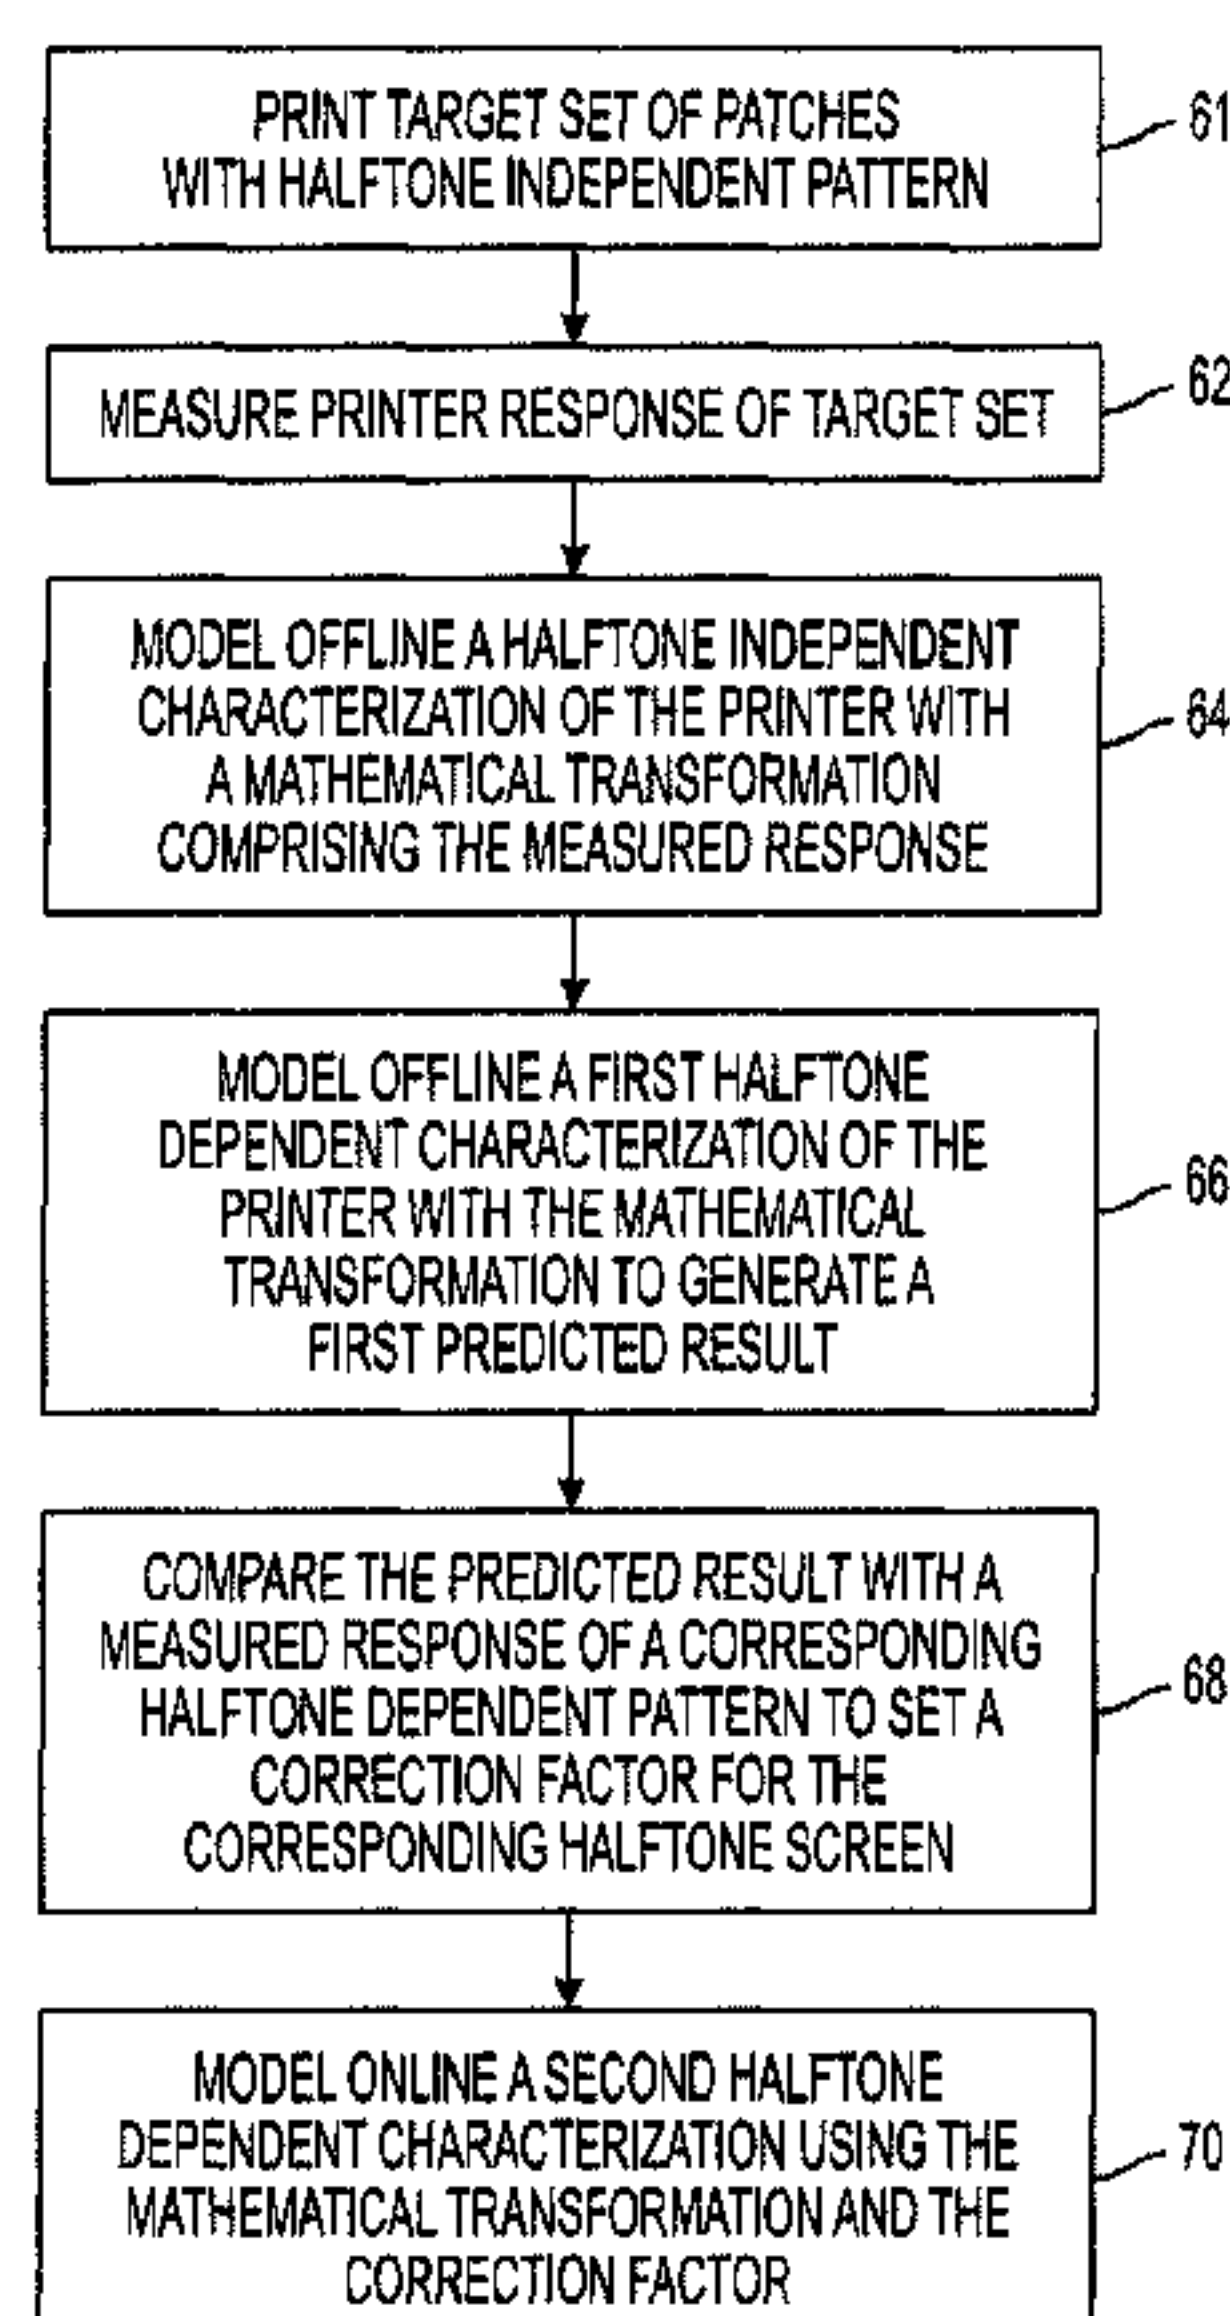 PRINT TARGET SET OF PATCHES
WITH HALFTONE INDEPENDENT PATTERN
61
MEASURE PRINTER RESPONSE OF TARGET SET
62
MODEL OFFLINE A HALFTONE INDEPENDENT
CHARACTERIZATION OF THE PRINTER WITH
A MATHEMATICAL TRANSFORMATION
COMPRISING THE MEASURED RESPONSE
64
MODEL OFFLINE A FIRST HALFTONE
DEPENDENT CHARACTERIZATION OF THE
PRINTER WITH THE MATHEMATICAL
TRANSFORMATION TO GENERATE A
FIRST PREDICTED RESULT
66
COMPARE THE PREDICTED RESULT WITH A
MEASURED RESPONSE OF A CORRESPONDING
HALFTONE DEPENDENT PATTERN TO SET A
CORRECTION FACTOR FOR THE
CORRESPONDING HALFTONE SCREEN
68
MODEL ONLINE A SECOND HALFTONE
DEPENDENT CHARACTERIZATION USING THE
MATHEMATICAL TRANSFORMATION AND THE
CORRECTION FACTOR
70